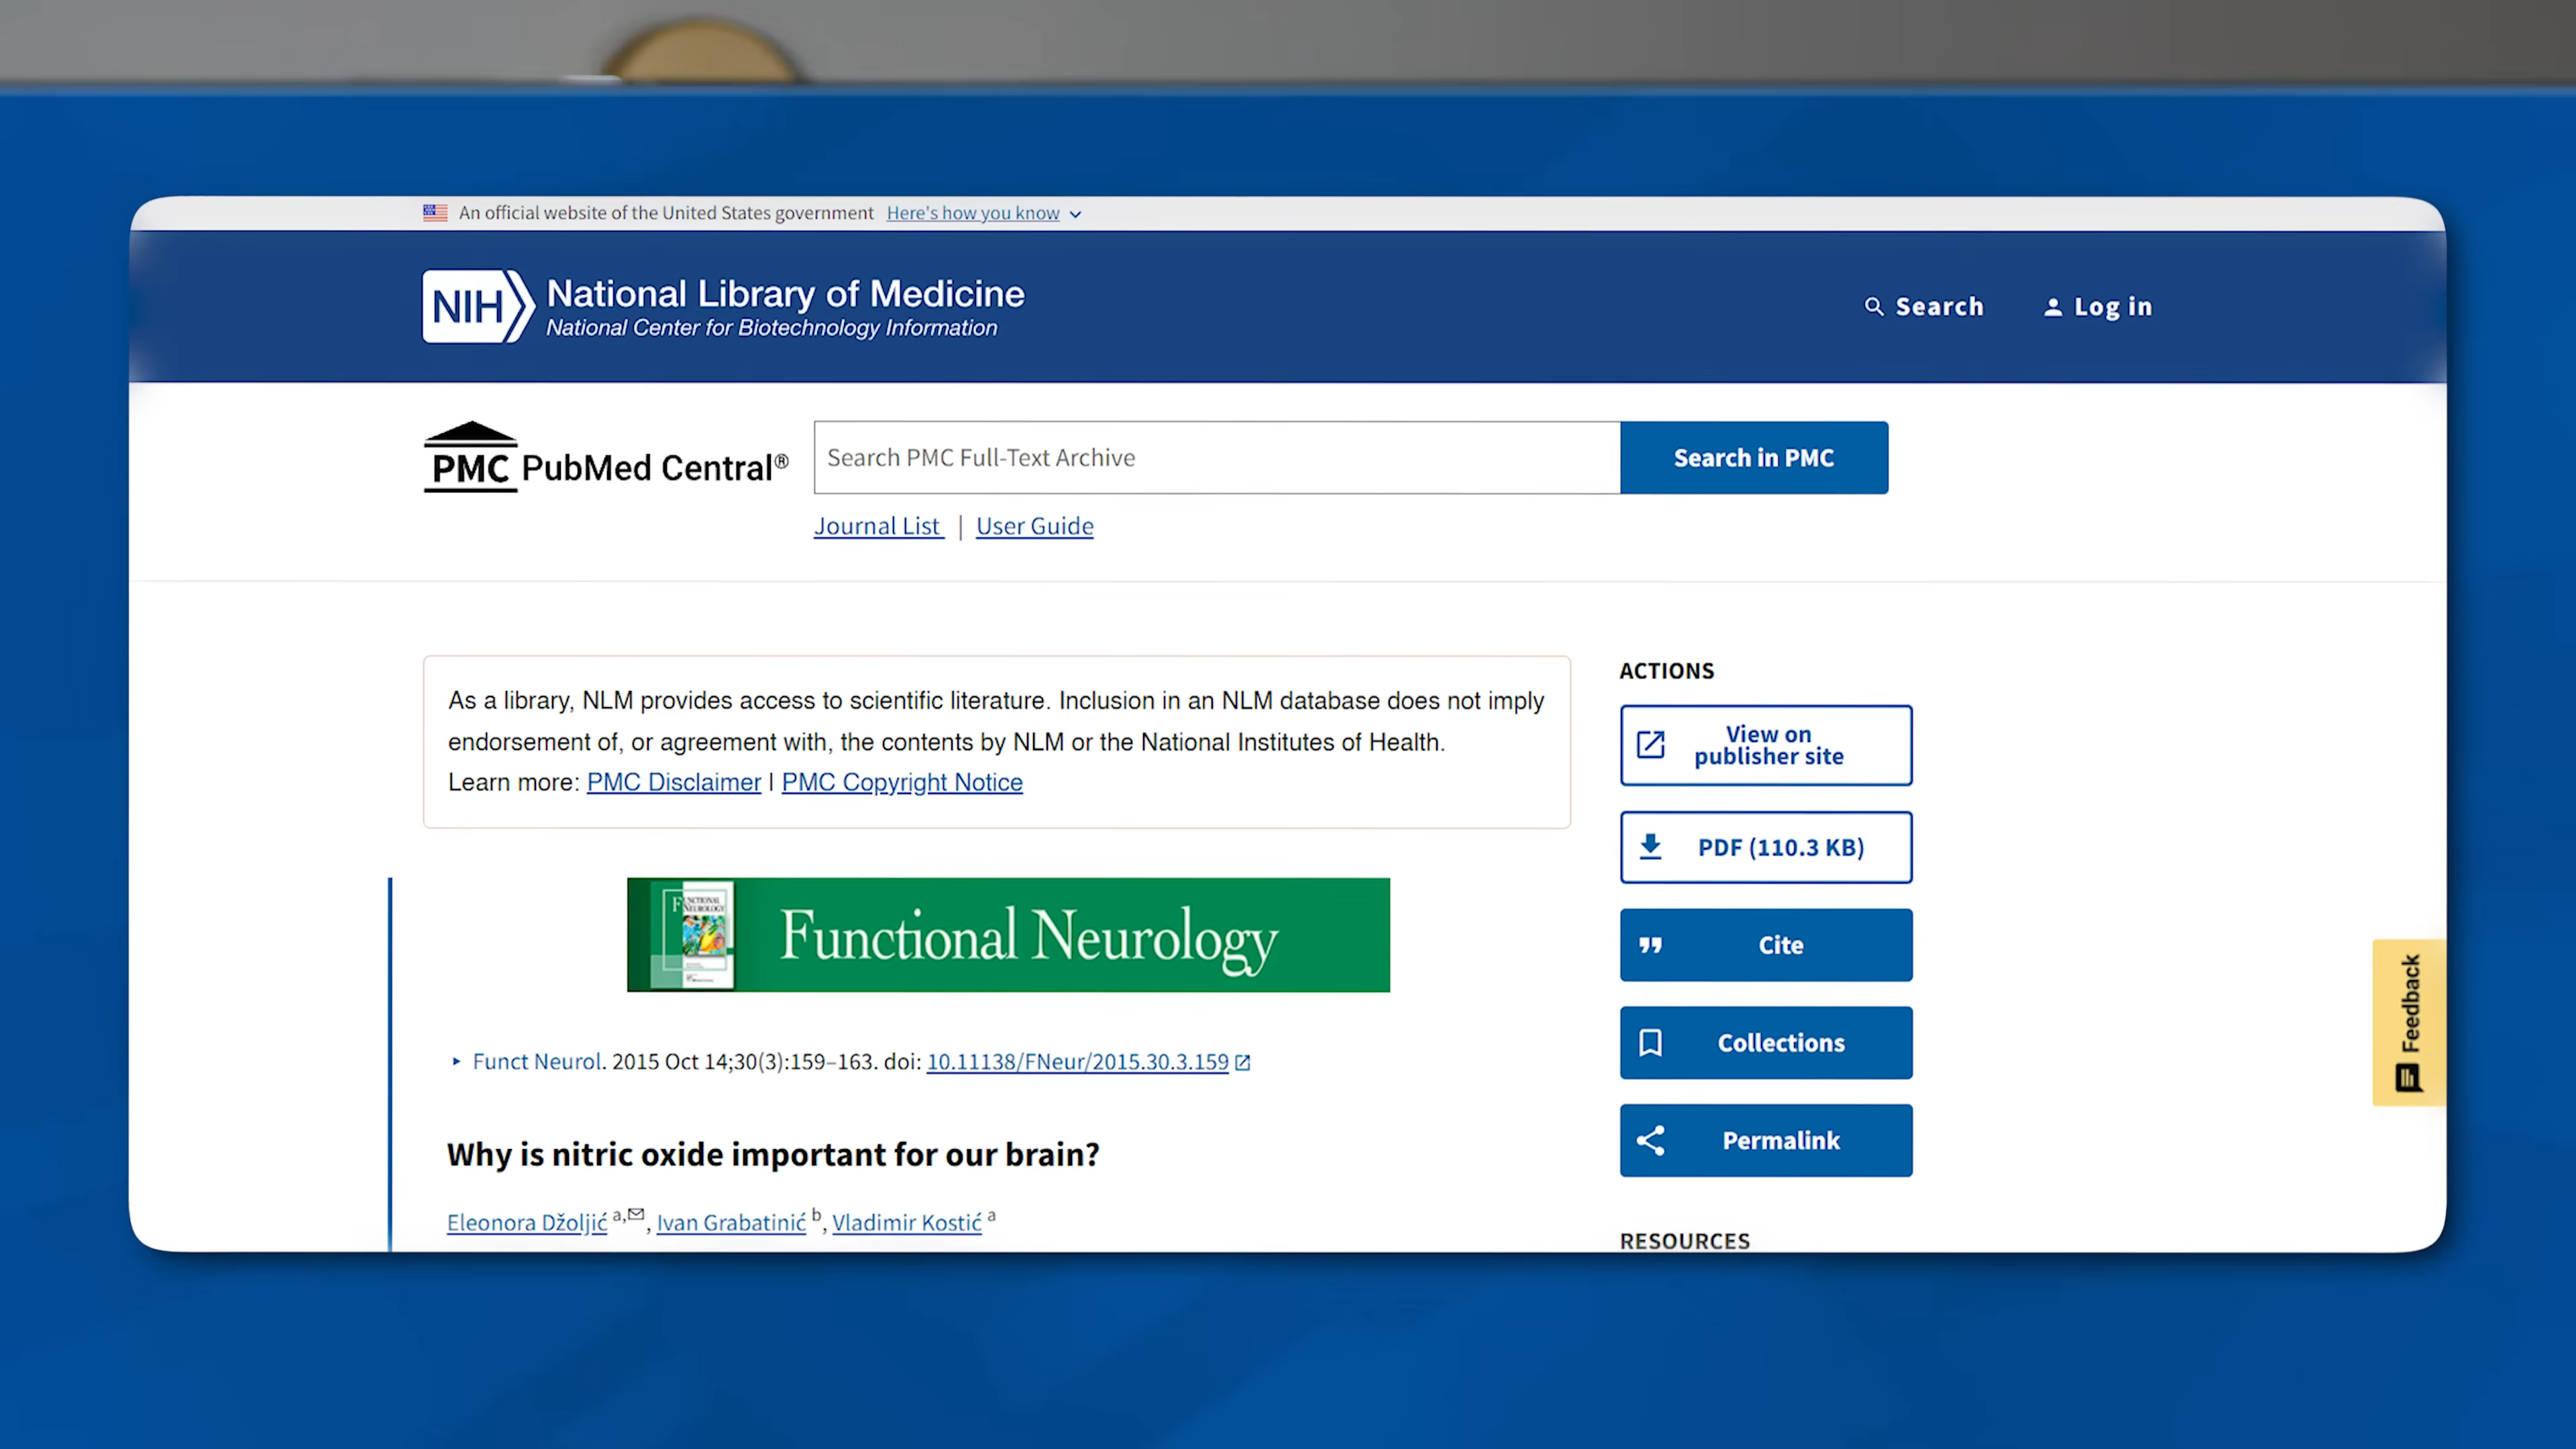 An official website of the United States government Here's how you know
NIH National Library of Medicine
National Center for Biotechnology Information
Search
Log in
PMC PubMed Central®
Search PMC Full-Text Archive
Search in PMC
Journal List | User Guide
As a library, NLM provides access to scientific literature. Inclusion in an NLM database does not imply
endorsement of, or agreement with, the contents by NLM or the National Institutes of Health.
Learn more: PMC Disclaimer | PMC Copyright Notice
ACTIONS
View on
publisher site
PDF (110.3 KB)
Cite
Collections
Permalink
RESOURCES
Feedback
FUNCTIONAL
NEUROLOGY
Functional Neurology
Funct Neurol. 2015 Oct 14;30(3):159–163. doi: 10.11138/FNeur/2015.30.3.159
Why is nitric oxide important for our brain?
Eleonora Džoljić a,✉, Ivan Grabatinić b, Vladimir Kostić a